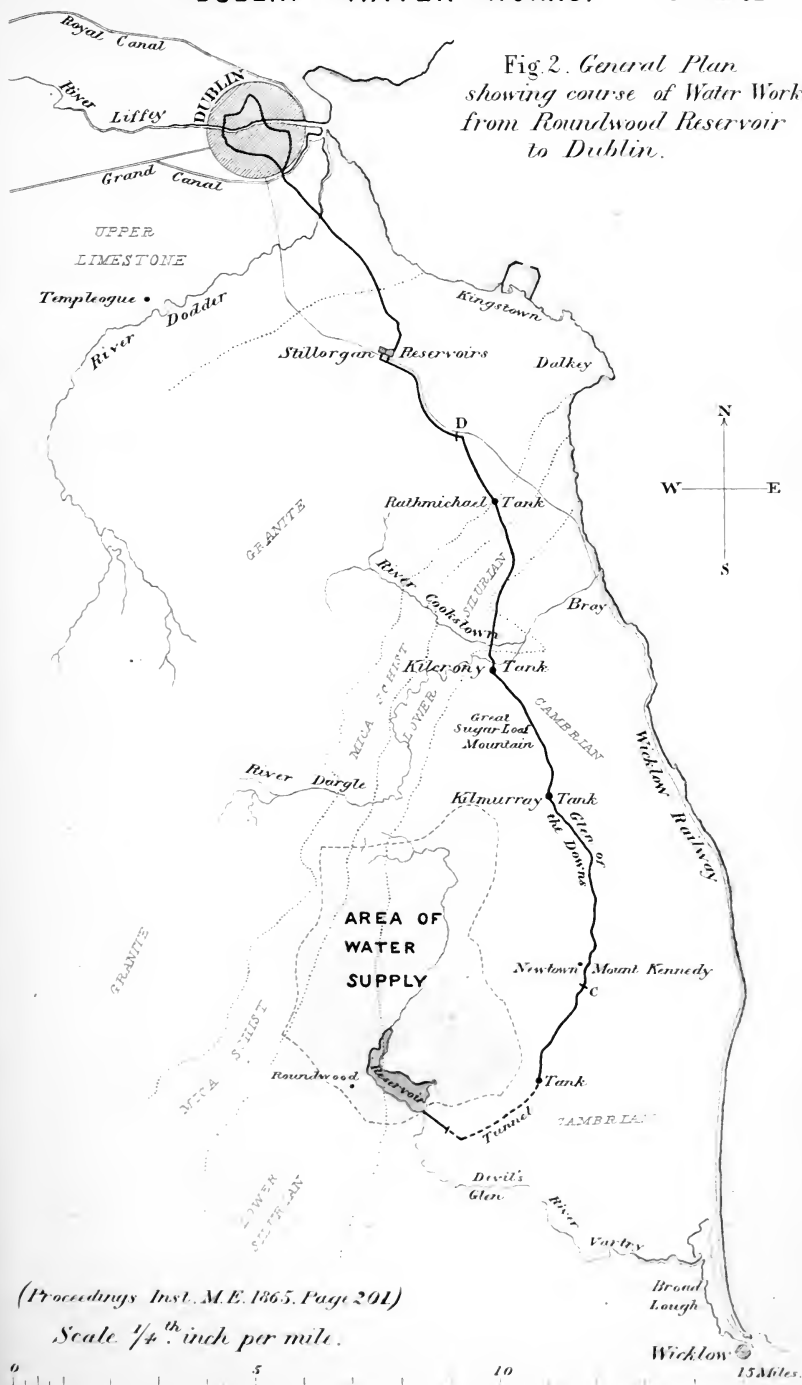 DUBLIN WATER WORKS.
Fig. 2. General Plan
showing course of Water Work
from Roundwood Reservoir
to Dublin.
Royal Canal
River Liffey
DUBLIN
Grand Canal
UPPER
LIMESTONE
Templeogue
River Dodder
Kingstown
Dalkey
Stillorgan Reservoirs
D
N
W E
S
Rathmichael Tank
GRANITE
SILURIAN
River Cookstown
Bray
Kilcrony Tank
MICA SCHIST
LOWER
CAMBRIAN
Great
Sugar Loaf
Mountain
River Dargle
Kilmurray Tank
Glen of
the Downs
Wicklow Railway
AREA OF
WATER
SUPPLY
GRANITE
Newtown Mount Kennedy
C
MICA SCHIST
Roundwood
Reservoir
Tank
Tunnel
CAMBRIAN
Devil's
Glen
River Vartry
LOWER
SILURIAN
Broad
Lough
(Proceedings Inst. M.E. 1865. Page 201)
Scale 1/4th inch per mile.
Wicklow
0 5 10 15 Miles.